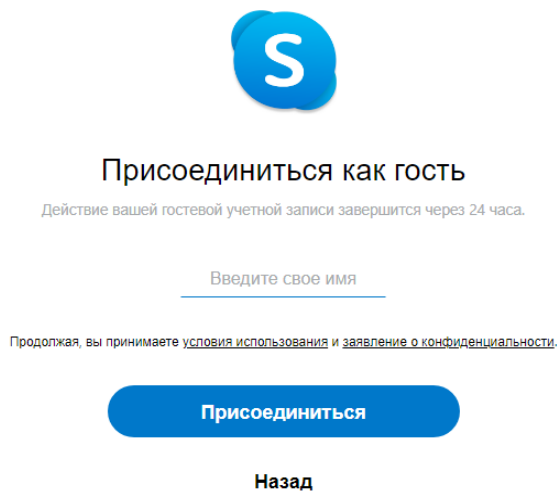 S
Присоединиться как гость
Действие вашей гостевой учетной записи завершится через 24 часа.
Введите свое имя
Продолжая, вы принимаете условия использования и заявление о конфиденциальности.
Присоединиться
Назад